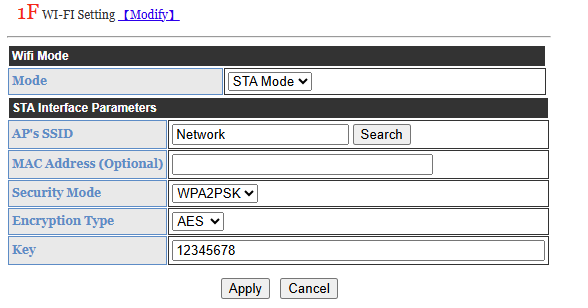 1F WI-FI Setting 【Modify】
Wifi Mode
Mode STA Mode
STA Interface Parameters
AP's SSID Network Search
MAC Address (Optional)
Security Mode WPA2PSK
Encryption Type AES
Key 12345678
Apply Cancel